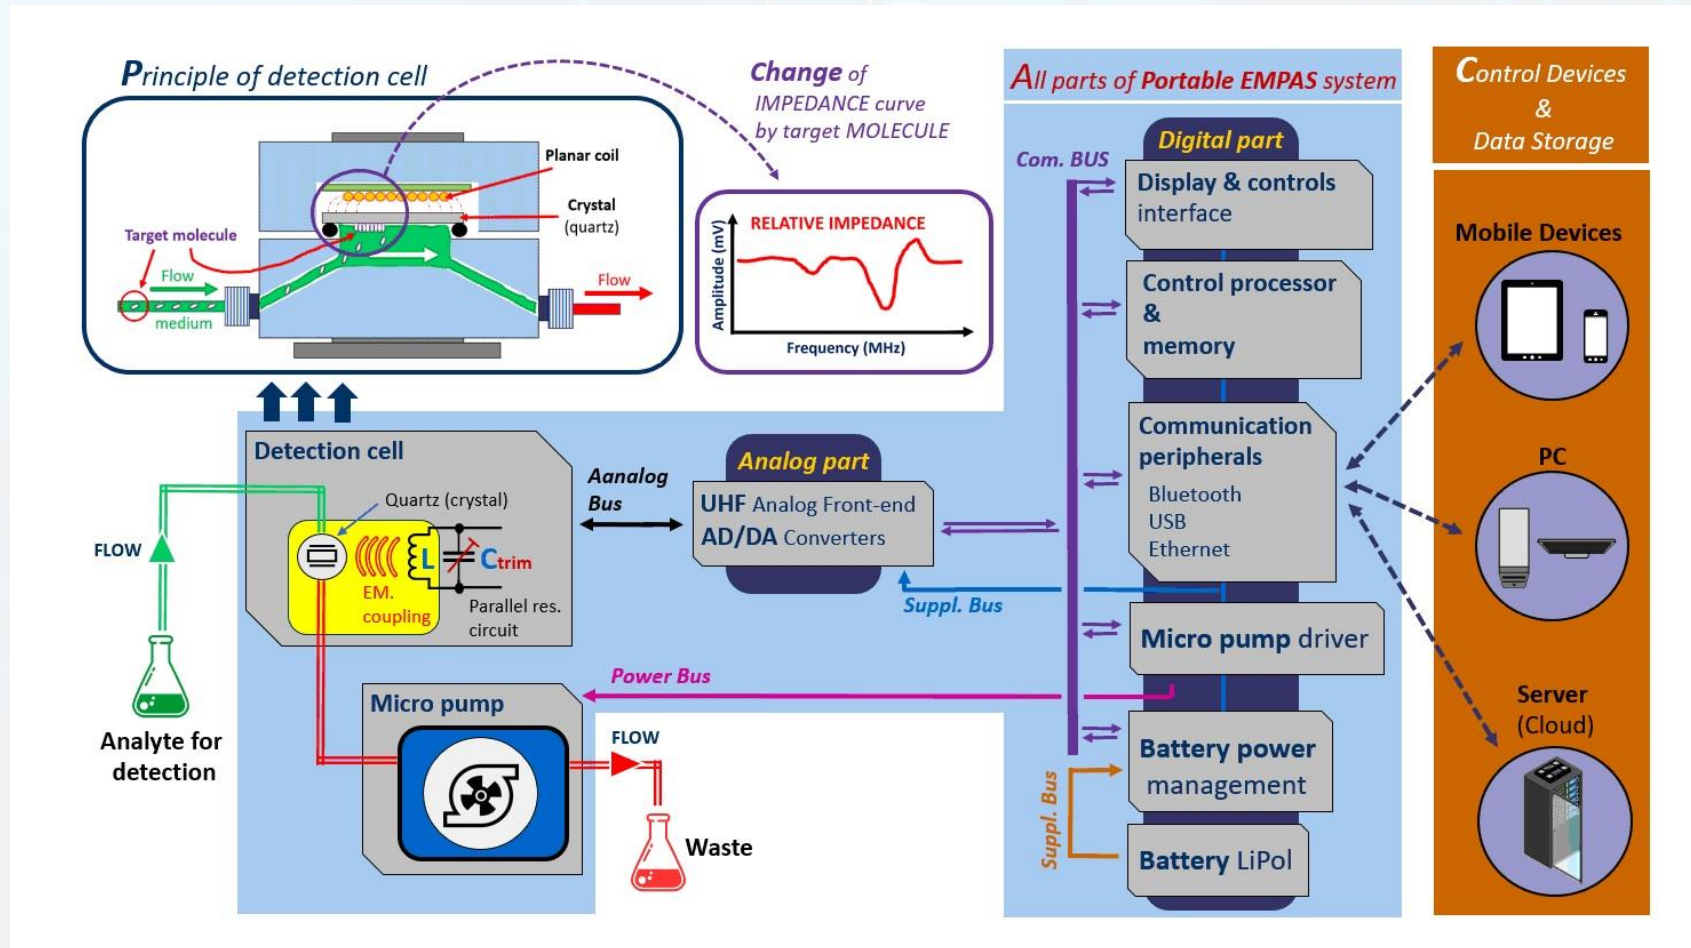 Principle of detection cell
Planar coil
Crystal
(quartz)
Target molecule
Flow
medium
Flow
Change of
IMPEDANCE curve
by target MOLECULE
RELATIVE IMPEDANCE
Amplitude (mV)
Frequency (MHz)
All parts of Portable EMPAS system
Com. BUS
Digital part
Display & controls
interface
Control processor
&
memory
Communication
peripherals
Bluetooth
USB
Ethernet
Micro pump driver
Battery power
management
Battery LiPol
Suppl. Bus
Control Devices
&
Data Storage
Mobile Devices
PC
Server
(Cloud)
Detection cell
Quartz (crystal)
L
Ctrim
EM.
coupling
Parallel res.
circuit
FLOW
Analyte for
detection
Aanalog
Bus
Analog part
UHF Analog Front-end
AD/DA Converters
Suppl. Bus
Power Bus
Micro pump
FLOW
Waste